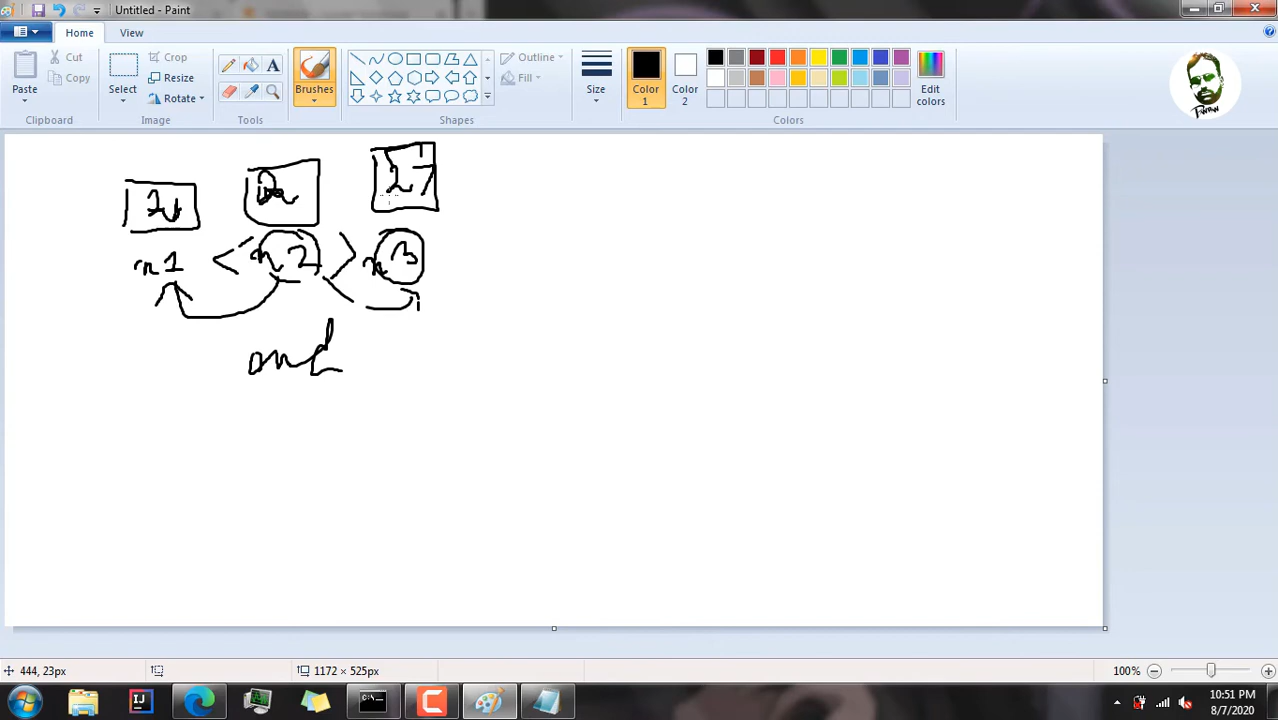 Untitled - Paint
Home View
Paste Cut Copy
Select Crop Resize Rotate
Brushes
Outline
Fill
Size
Color 1
Color 2
Edit colors
Clipboard Image Tools Shapes Colors
27
n1 < n2 > n3
and
444, 23px
1172 × 525px
100%
10:51 PM
8/7/2020